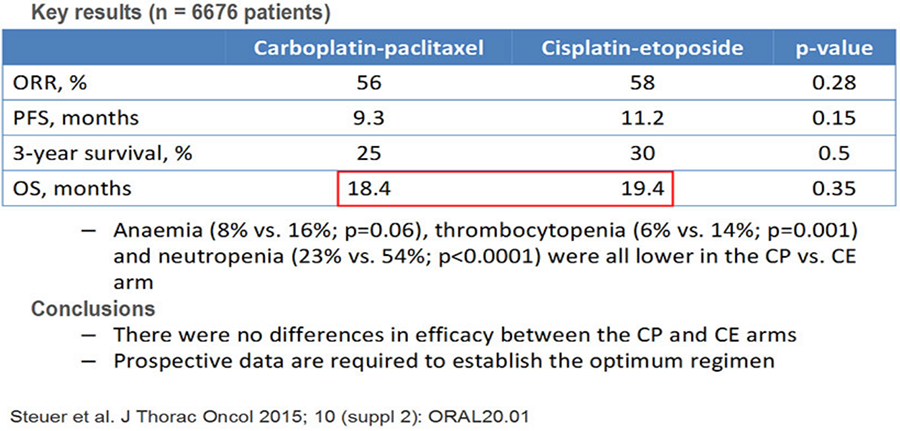 Key results (n = 6676 patients)
Carboplatin-paclitaxel Cisplatin-etoposide p-value
ORR, % 56 58 0.28
PFS, months 9.3 11.2 0.15
3-year survival, % 25 30 0.5
OS, months 18.4 19.4 0.35
– Anaemia (8% vs. 16%; p=0.06), thrombocytopenia (6% vs. 14%; p=0.001)
and neutropenia (23% vs. 54%; p<0.0001) were all lower in the CP vs. CE
arm
Conclusions
– There were no differences in efficacy between the CP and CE arms
– Prospective data are required to establish the optimum regimen
Steuer et al. J Thorac Oncol 2015; 10 (suppl 2): ORAL20.01